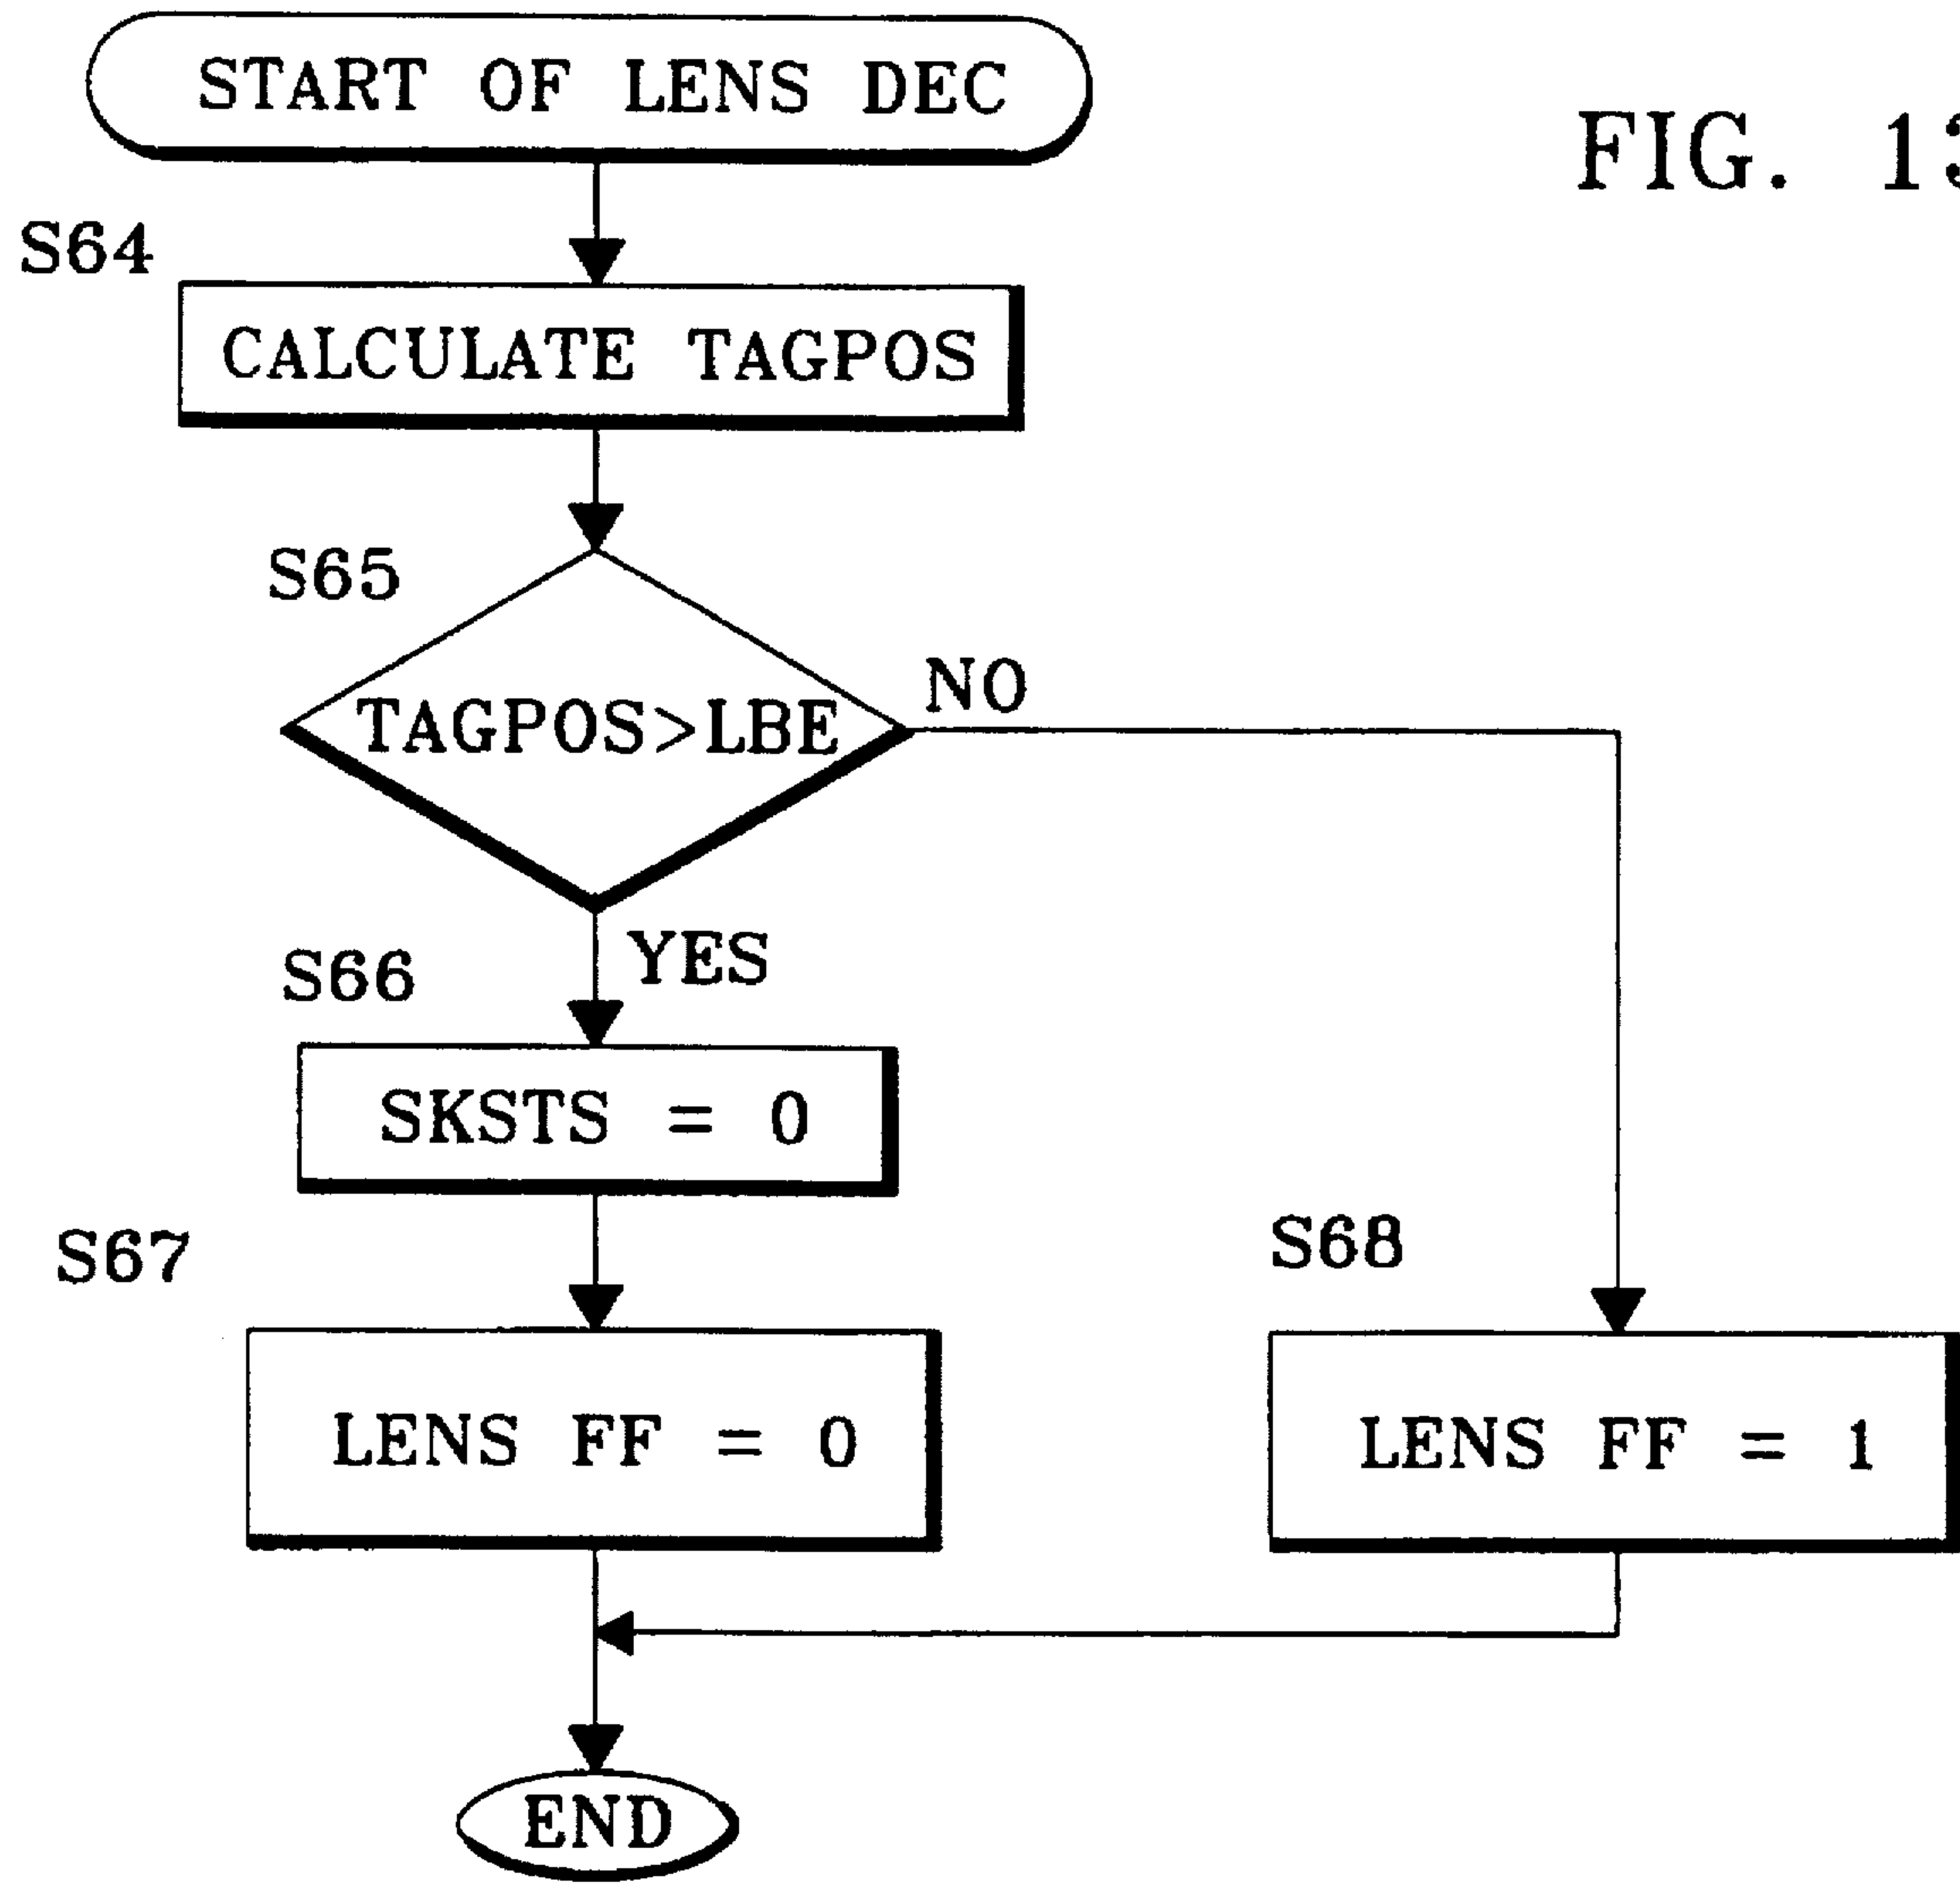 START OF LENS DEC
FIG. 13
S64
CALCULATE TAGPOS
S65
TAGPOS>LBE
NO
YES
S66
SKSTS = 0
S67
LENS FF = 0
S68
LENS FF = 1
END